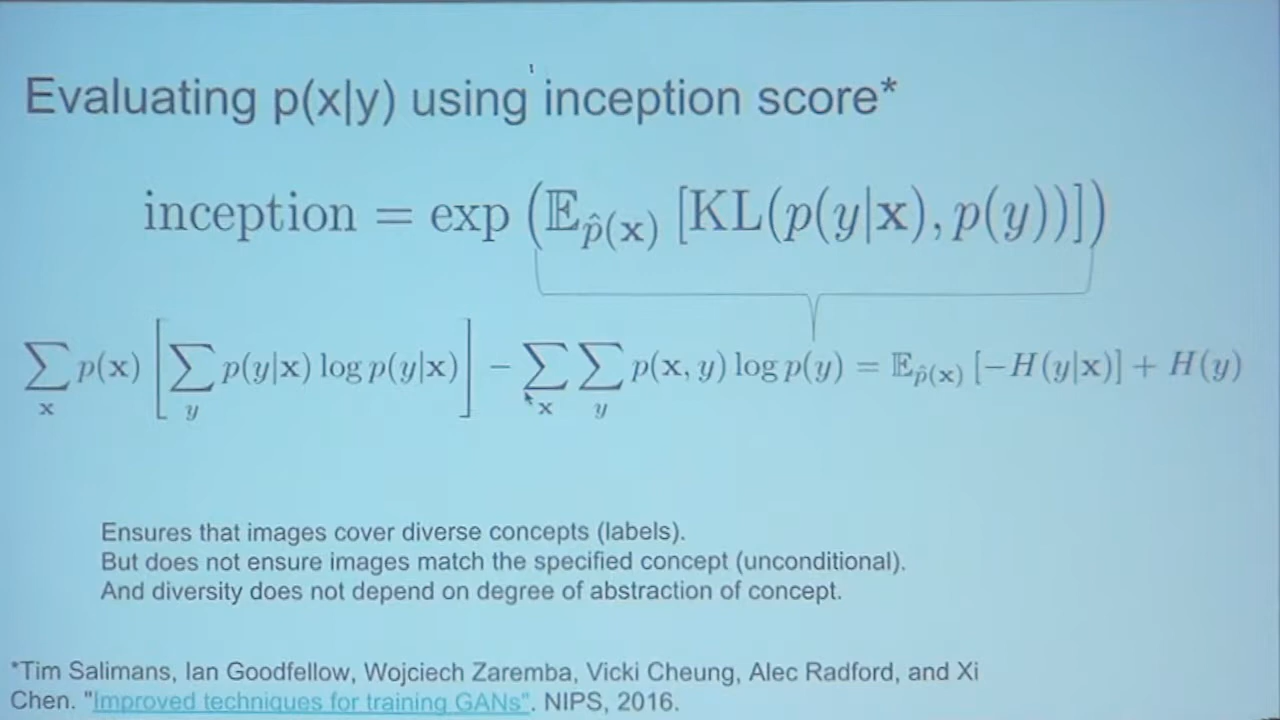 Evaluating p(x|y) using inception score*
inception = exp (𝔼_{p̂(𝐱)} [KL(p(y|𝐱), p(y))])
∑_𝐱 p(𝐱) [∑_y p(y|𝐱) log p(y|𝐱)] − ∑_𝐱 ∑_y p(𝐱, y) log p(y) = 𝔼_{p̂(𝐱)} [−H(y|𝐱)] + H(y)
Ensures that images cover diverse concepts (labels).
But does not ensure images match the specified concept (unconditional).
And diversity does not depend on degree of abstraction of concept.
*Tim Salimans, Ian Goodfellow, Wojciech Zaremba, Vicki Cheung, Alec Radford, and Xi
Chen. "Improved techniques for training GANs". NIPS, 2016.